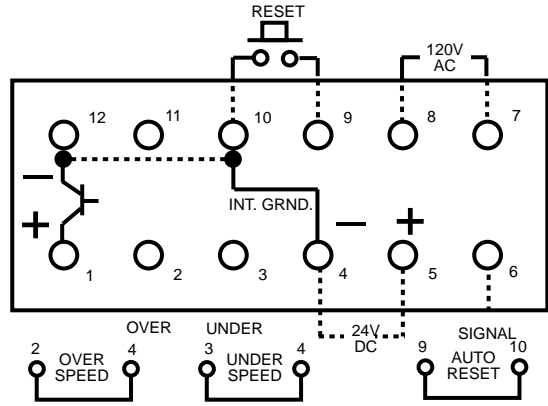 RESET
120V
AC
12 11 10 9 8 7
− INT. GRND. − +
+
1 2 3 4 5 6
24V
DC
OVER UNDER SIGNAL
2 OVER SPEED 4
3 UNDER SPEED 4
9 AUTO RESET 10